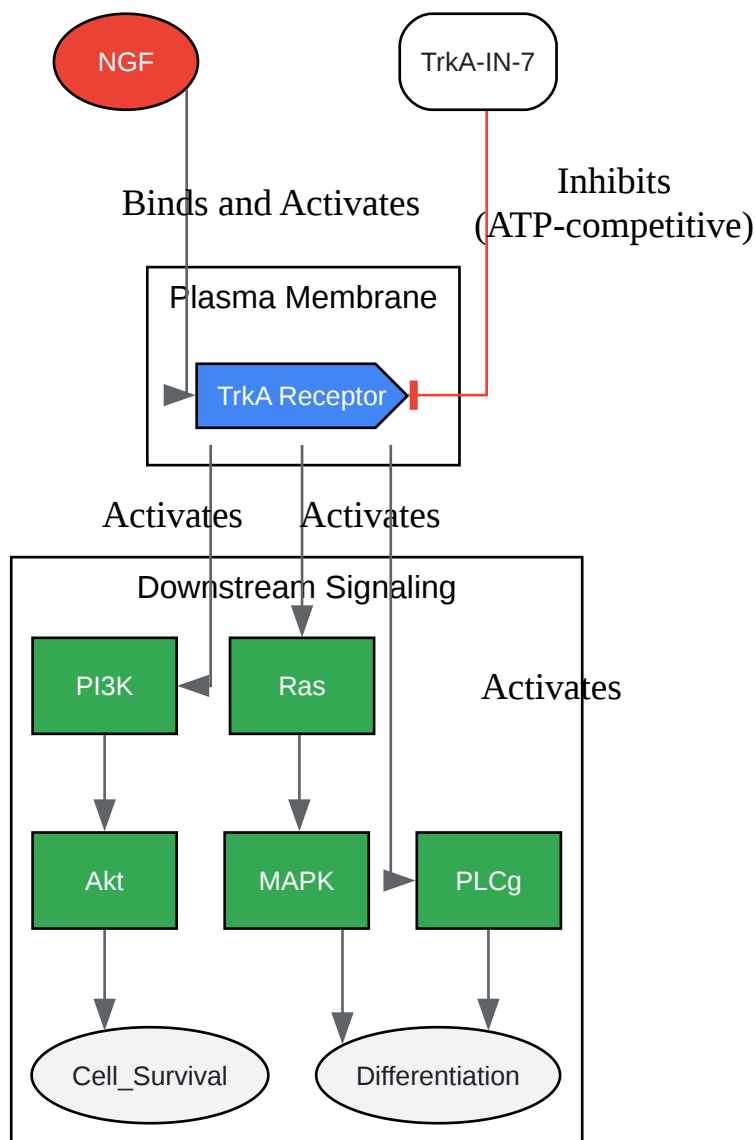 NGF
TrkA-IN-7
Binds and Activates
Inhibits
(ATP-competitive)
Plasma Membrane
TrkA Receptor
Activates
Activates
Downstream Signaling
PI3K
Ras
Activates
Akt
MAPK
PLCg
Cell_Survival
Differentiation